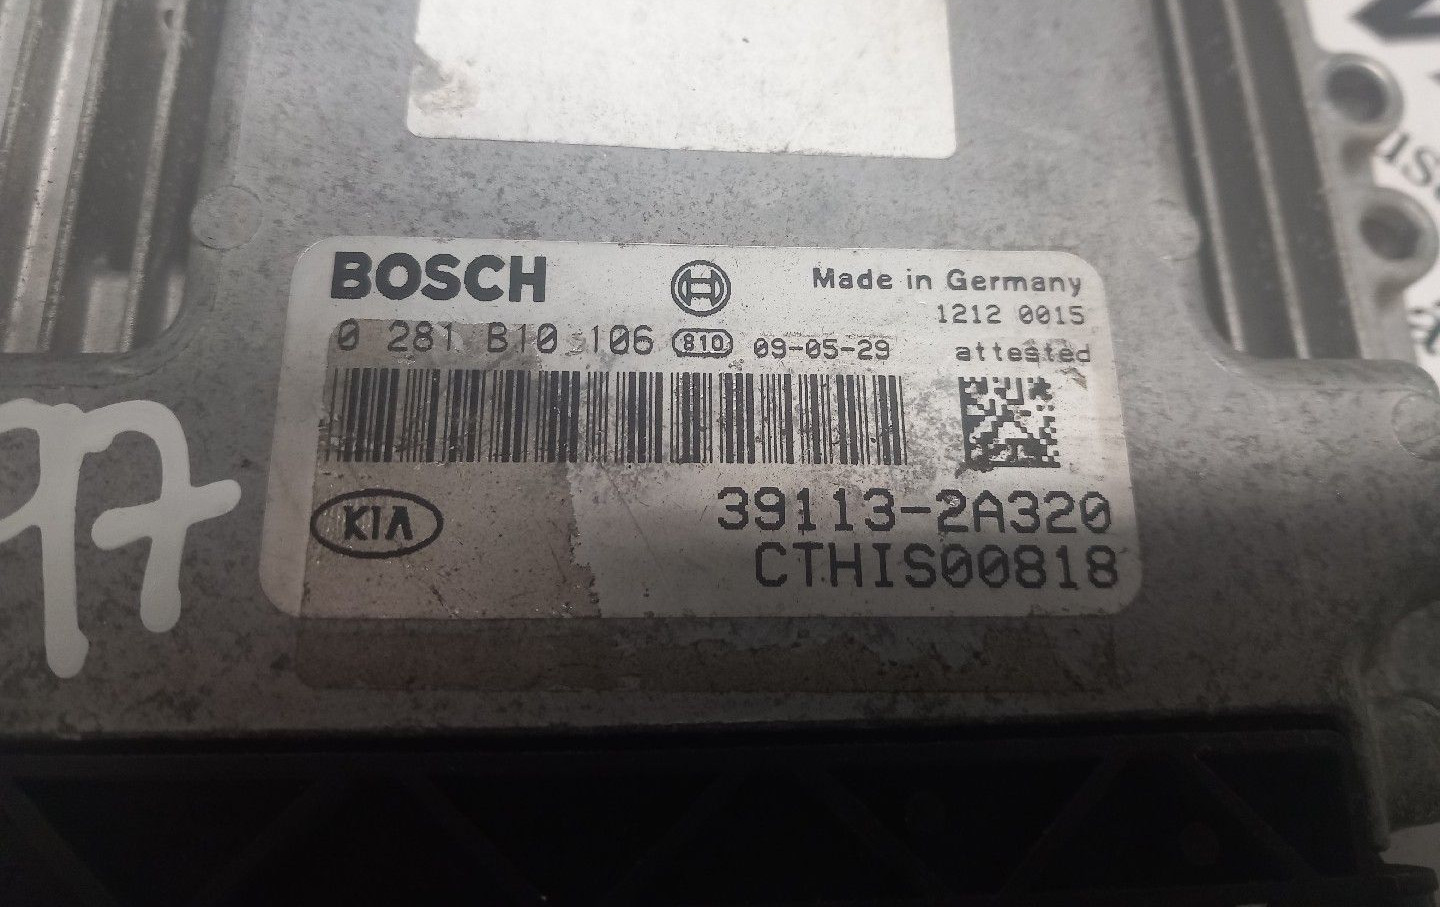 BOSCH
Made in Germany
1212 0015
0 281 B10 106 810 09-05-29 attested
KIA
39113-2A320
CTHIS00818
97